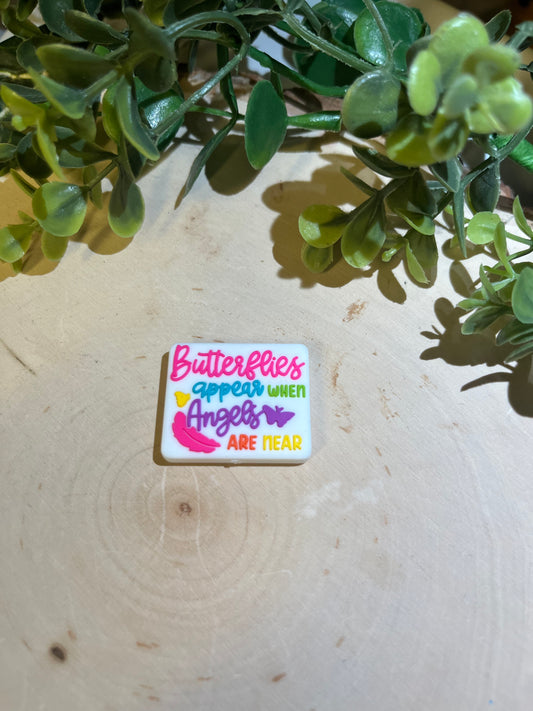 Butterflies
appear WHEN
Angels
ARE NEAR